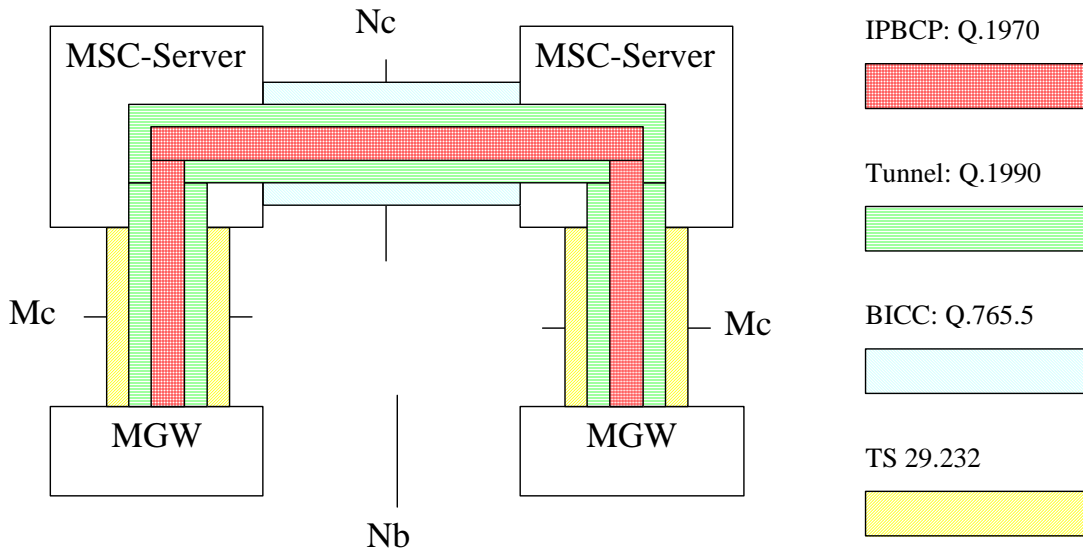 Nc
IPBCP: Q.1970
MSC-Server
MSC-Server
Tunnel: Q.1990
Mc
Mc
BICC: Q.765.5
MGW
MGW
TS 29.232
Nb